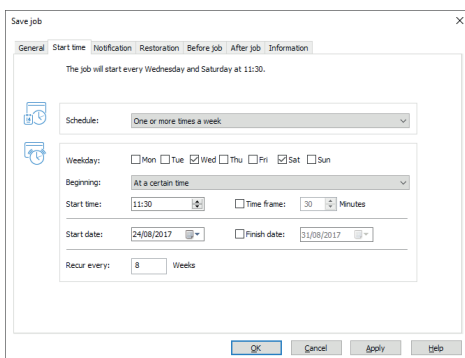 Save job
General Start time Notification Restoration Before job After job Information
The job will start every Wednesday and Saturday at 11:30.
Schedule: One or more times a week
Weekday: Mon Tue Wed Thu Fri Sat Sun
Beginning: At a certain time
Start time: 11:30 Time frame: 30 Minutes
Start date: 24/08/2017 Finish date: 31/08/2017
Recur every: 8 Weeks
OK Cancel Apply Help